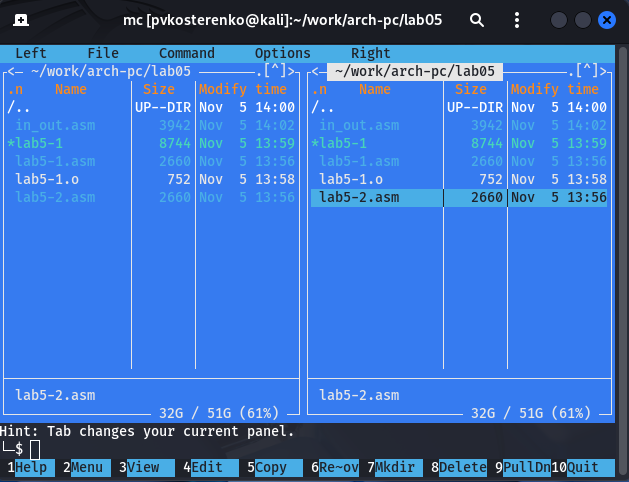 mc [pvkosterenko@kali]:~/work/arch-pc/lab05
Left File Command Options Right
<─ ~/work/arch-pc/lab05 ─────.[^]> <─ ~/work/arch-pc/lab05 ─────.[^]>
.n Name Size Modify time .n Name Size Modify time
/.. UP--DIR Nov 5 14:00 /.. UP--DIR Nov 5 14:00
in_out.asm 3942 Nov 5 14:02 in_out.asm 3942 Nov 5 14:02
*lab5-1 8744 Nov 5 13:59 *lab5-1 8744 Nov 5 13:59
lab5-1.asm 2660 Nov 5 13:56 lab5-1.asm 2660 Nov 5 13:56
lab5-1.o 752 Nov 5 13:58 lab5-1.o 752 Nov 5 13:58
lab5-2.asm 2660 Nov 5 13:56 lab5-2.asm 2660 Nov 5 13:56
lab5-2.asm lab5-2.asm
32G / 51G (61%) 32G / 51G (61%)
Hint: Tab changes your current panel.
└─$
1Help 2Menu 3View 4Edit 5Copy 6Re~ov 7Mkdir 8Delete 9PullDn 10Quit